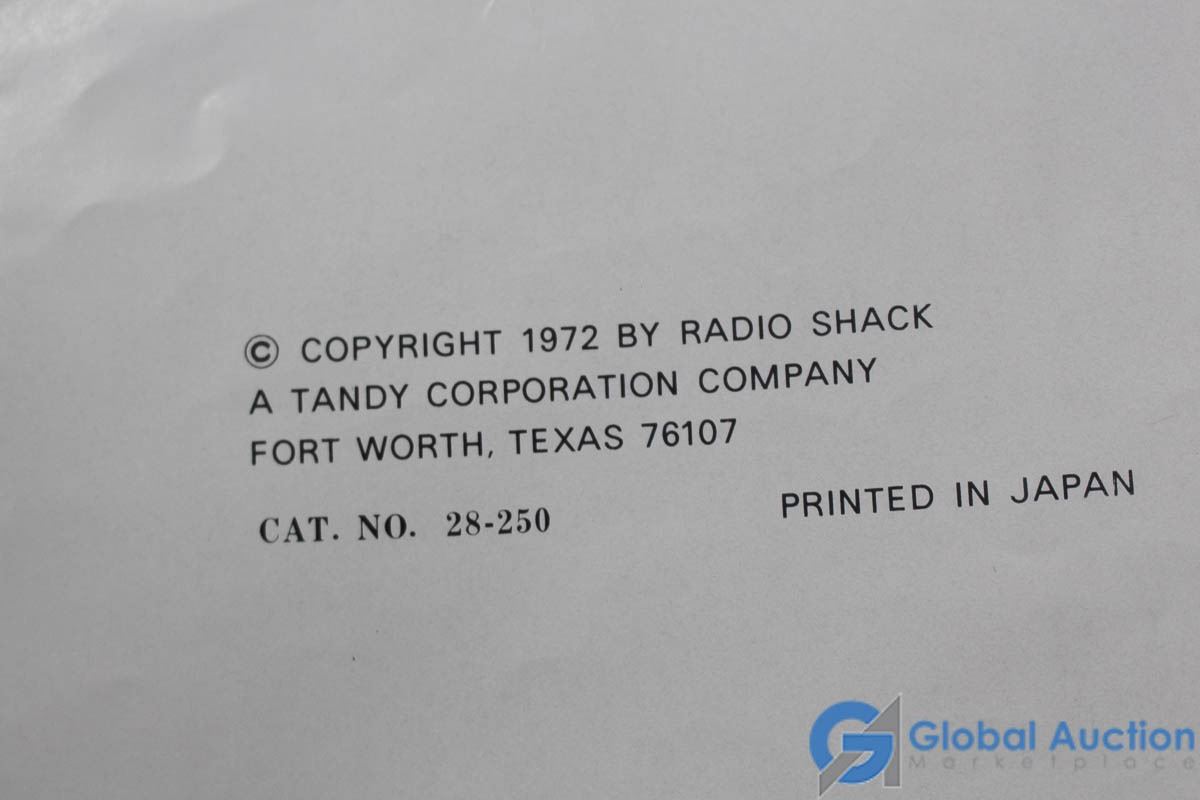 © COPYRIGHT 1972 BY RADIO SHACK
A TANDY CORPORATION COMPANY
FORT WORTH, TEXAS 76107
CAT. NO. 28-250
PRINTED IN JAPAN
Global Auction
Marketplace